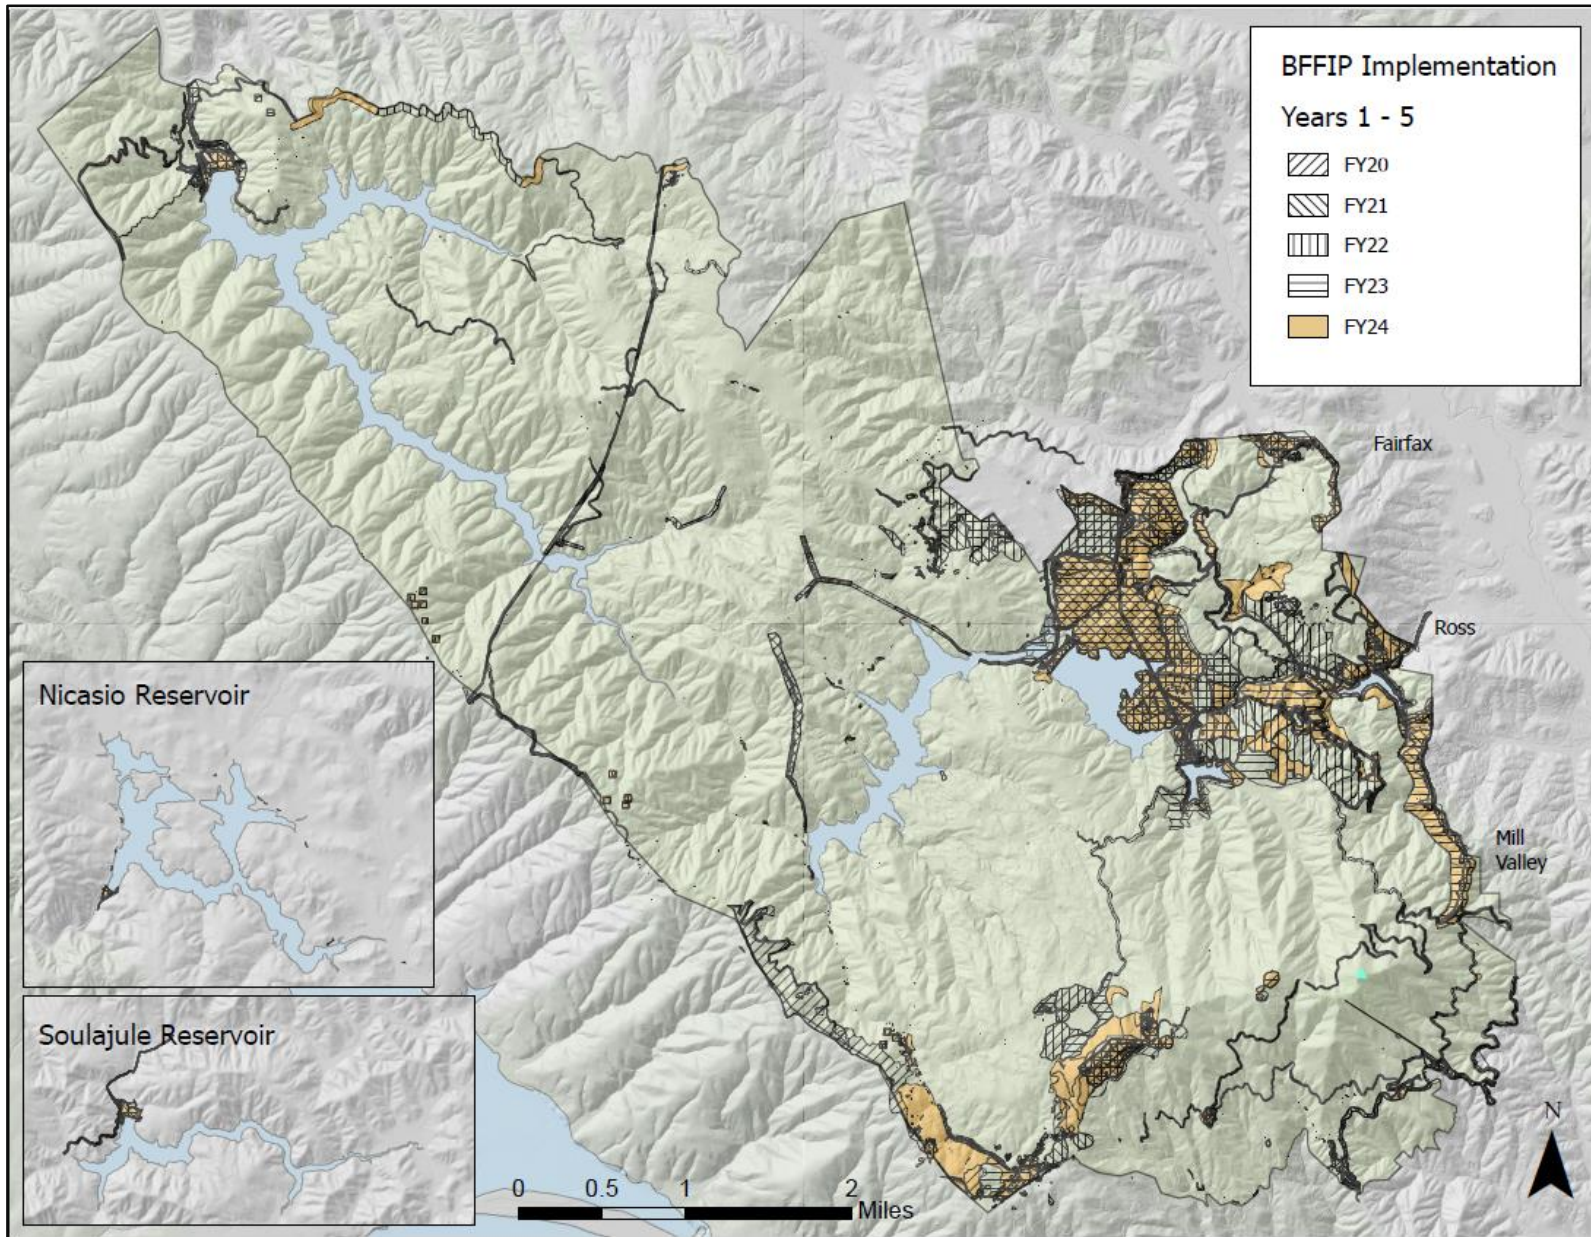 BFFIP Implementation
Years 1 - 5
FY20
FY21
FY22
FY23
FY24
Fairfax
Ross
Mill
Valley
Nicasio Reservoir
Soulajule Reservoir
N
0 0.5 1 2
Miles